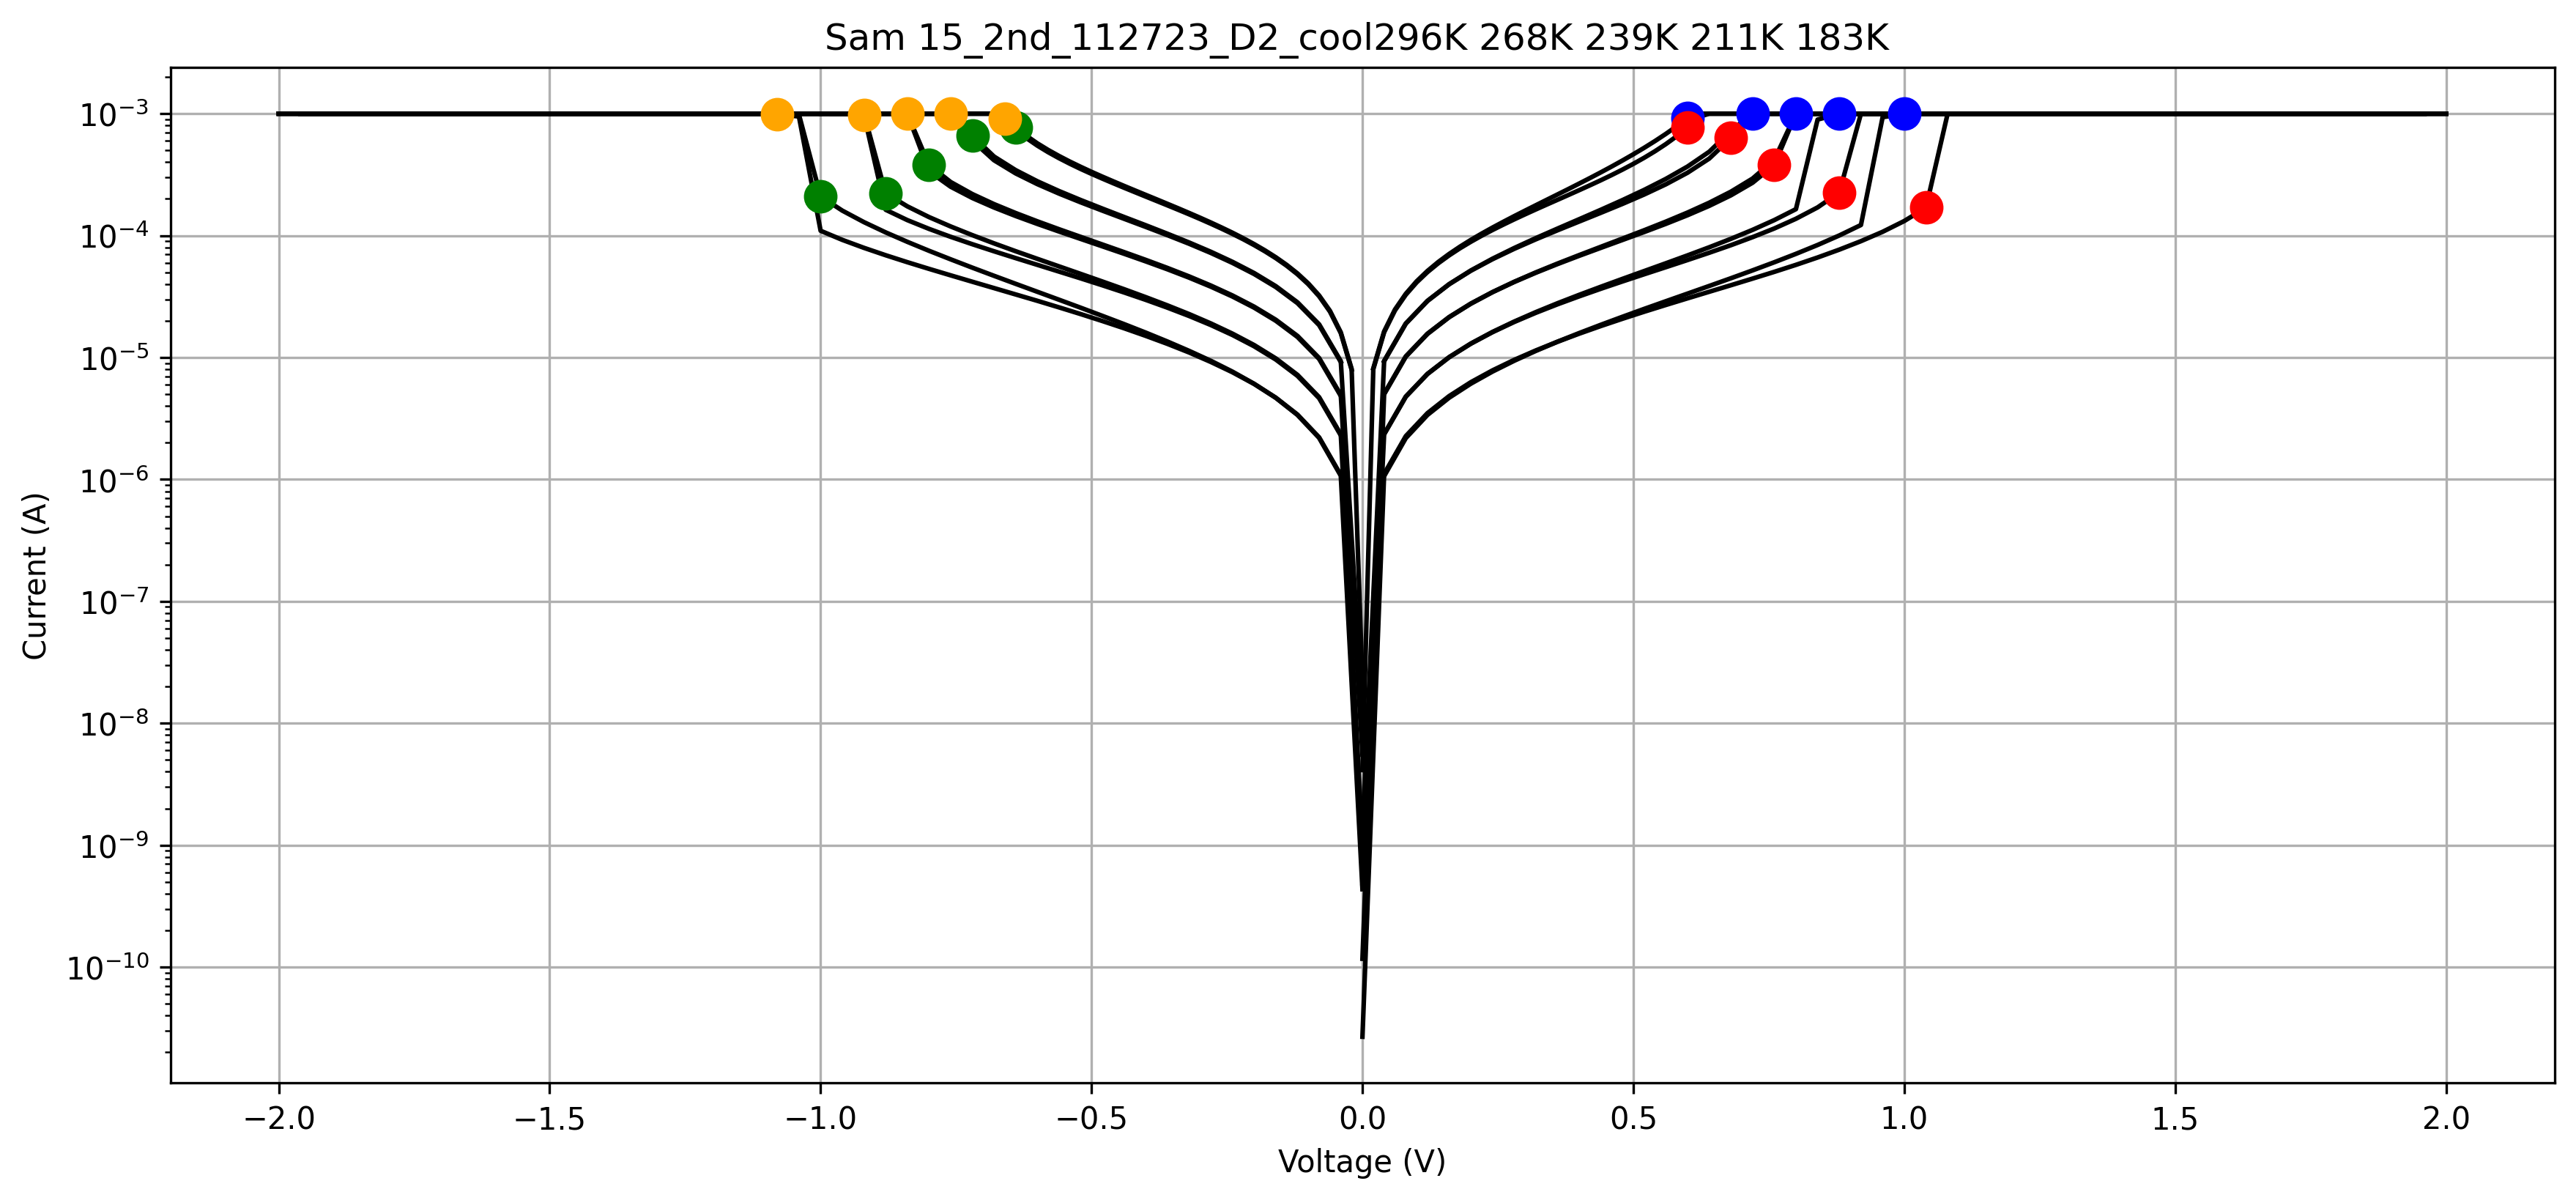 Sam 15_2nd_112723_D2_cool296K 268K 239K 211K 183K
Current (A)
10⁻³
10⁻⁴
10⁻⁵
10⁻⁶
10⁻⁷
10⁻⁸
10⁻⁹
10⁻¹⁰
−2.0 −1.5 −1.0 −0.5 0.0 0.5 1.0 1.5 2.0
Voltage (V)